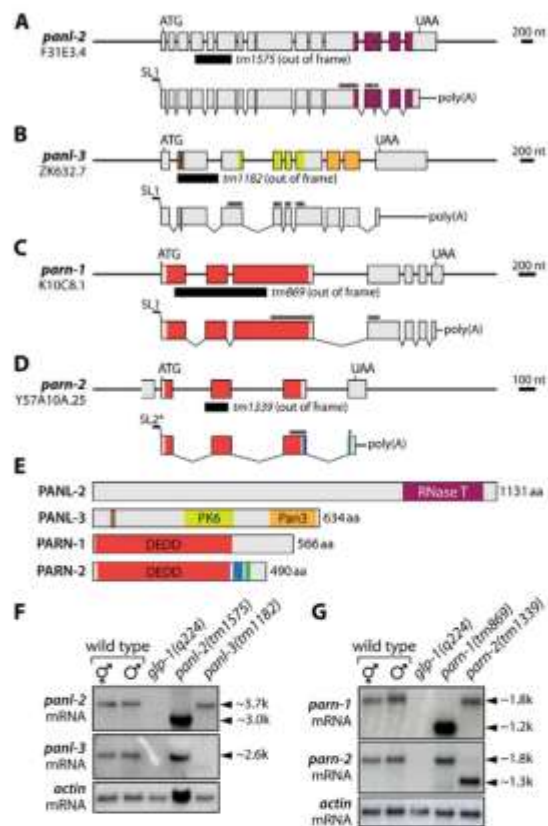 A
panl-2
F31E3.4
ATG
UAA
200 nt
tm1575 (out of frame)
SL1
poly(A)
B
panl-3
ZK632.7
ATG
UAA
200 nt
tm1182 (out of frame)
SL1
poly(A)
C
parn-1
K10C8.1
ATG
UAA
200 nt
tm869 (out of frame)
SL1
poly(A)
D
parn-2
Y57A10A.25
ATG
UAA
100 nt
tm1339 (out of frame)
SL2*
poly(A)
E
PANL-2 RNase T 1131 aa
PANL-3 PK6 Pan3 634 aa
PARN-1 DEDD 566 aa
PARN-2 DEDD 490 aa
F
wild type
⚥ ♂ glp-1(q224) panl-2(tm1575) panl-3(tm1182)
panl-2 mRNA ~3.7k
~3.0k
panl-3 mRNA ~2.6k
actin mRNA
G
wild type
⚥ ♂ glp-1(q224) parn-1(tm869) parn-2(tm1339)
parn-1 mRNA ~1.8k
~1.2k
parn-2 mRNA ~1.8k
~1.3k
actin mRNA